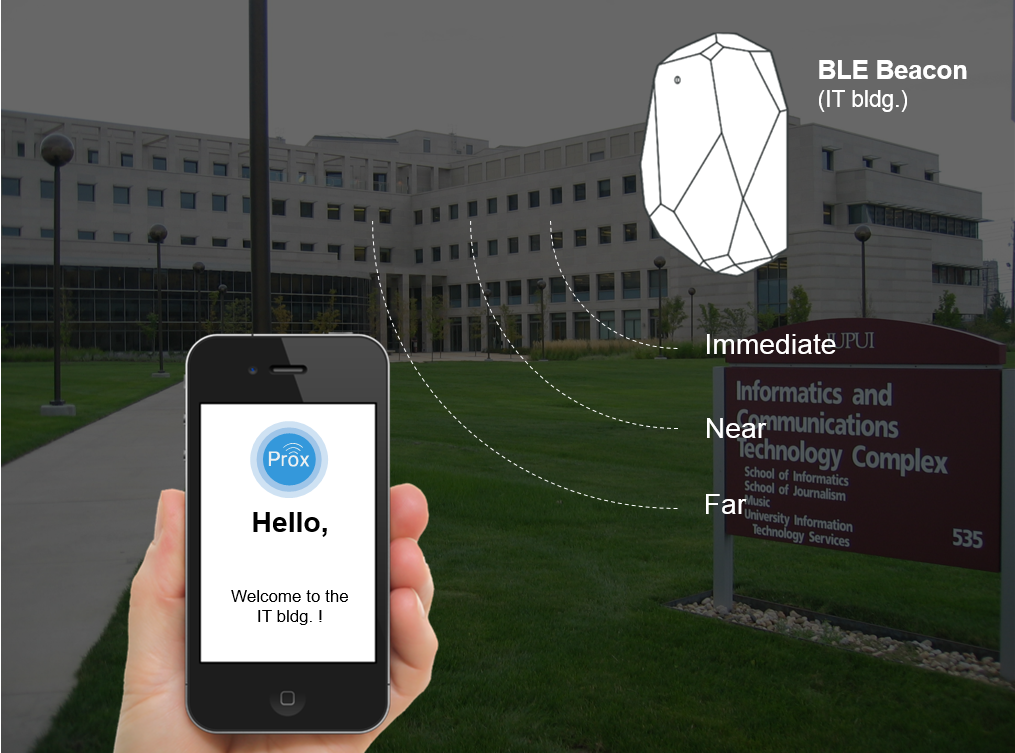 BLE Beacon
(IT bldg.)
Immediate
Near
Far
IUPUI
Informatics and
Communications
Technology Complex
School of Informatics
School of Journalism
Music
University Information
Technology Services
535
Prox
Hello,
Welcome to the
IT bldg. !